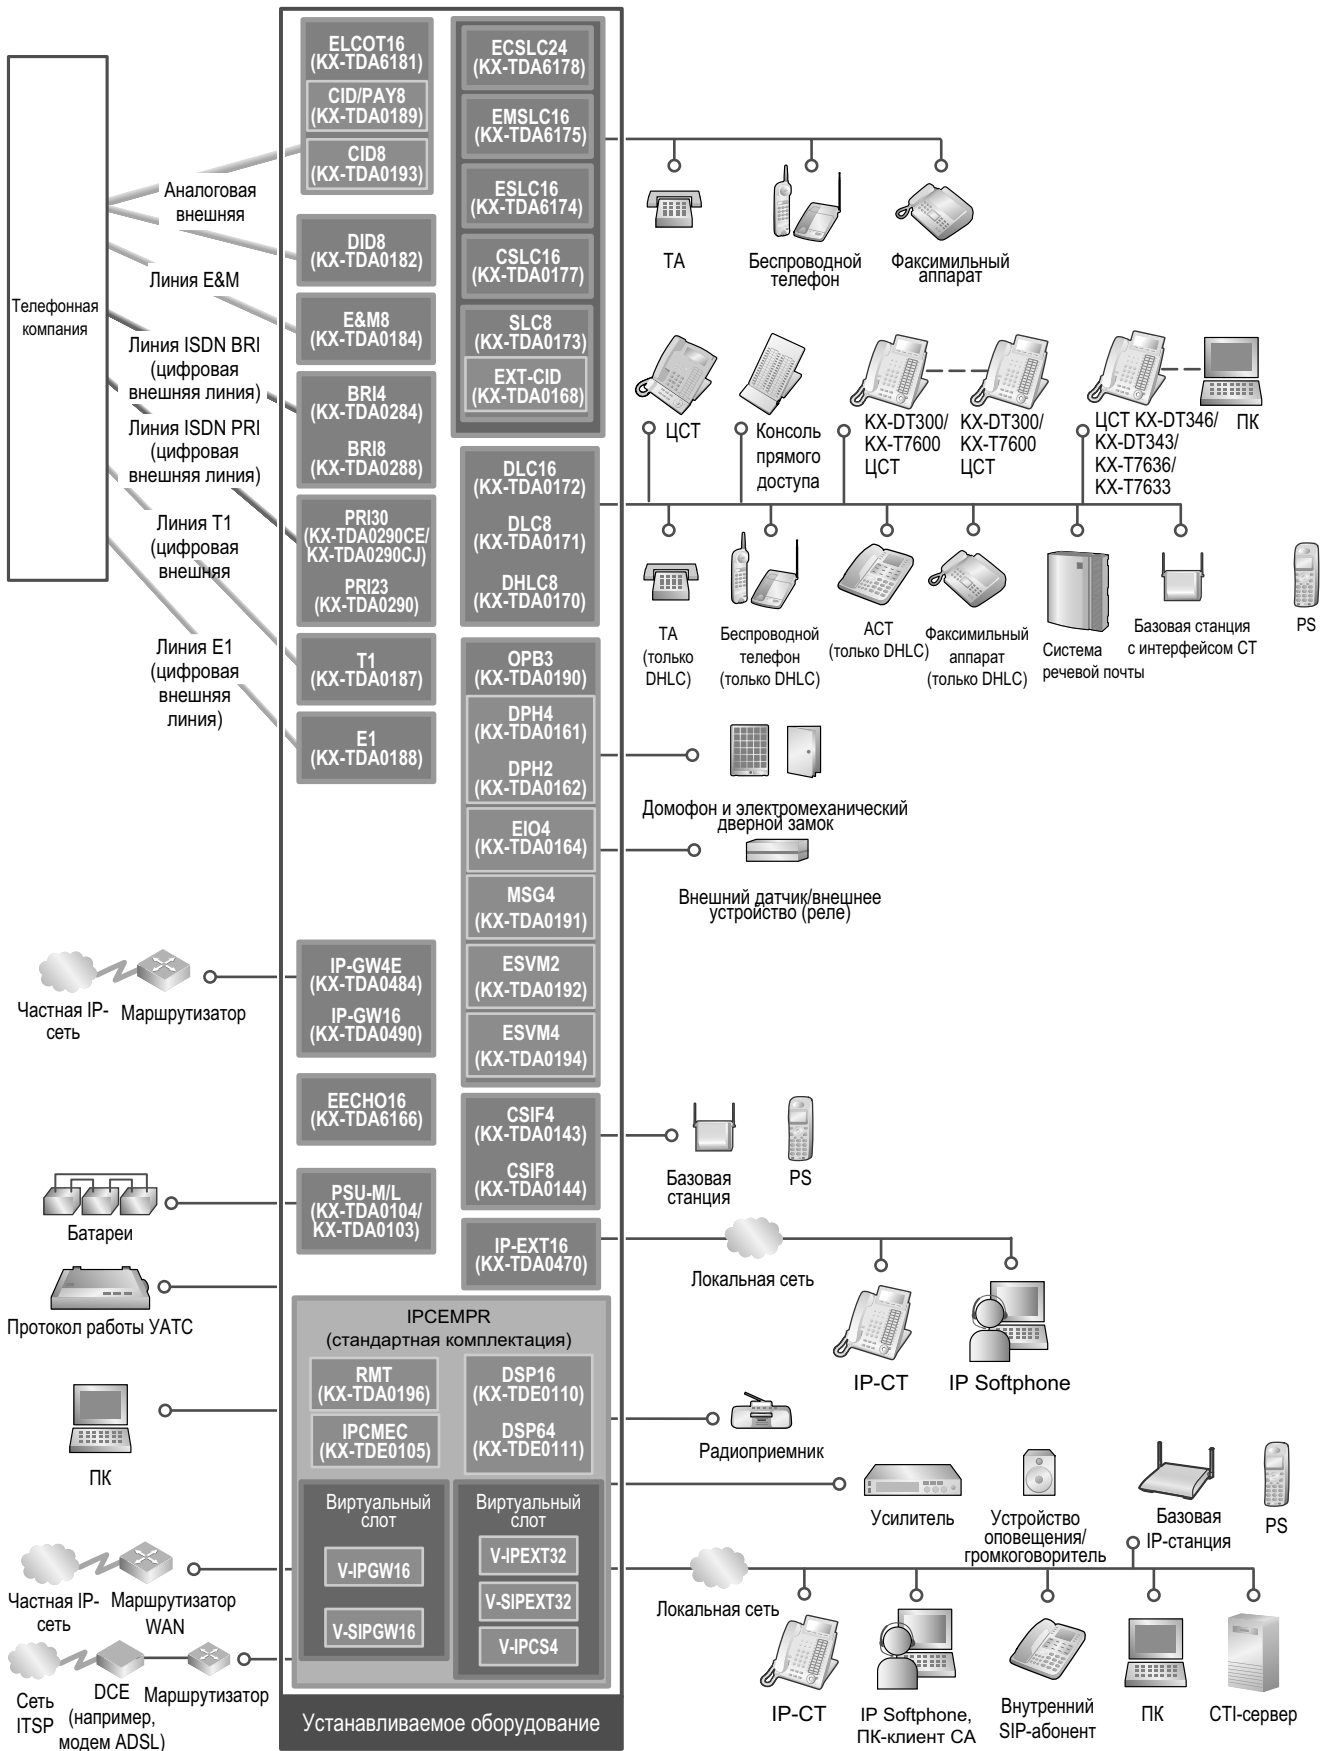 Телефонная
компания
Аналоговая
внешняя
Линия E&M
Линия ISDN BRI
(цифровая
внешняя линия)
Линия ISDN PRI
(цифровая
внешняя линия)
Линия T1
(цифровая
внешняя
Линия E1
(цифровая
внешняя
линия)
Частная IP-
сеть
Маршрутизатор
Батареи
Протокол работы УАТС
ПК
Частная IP-
сеть
Маршрутизатор
WAN
Сеть
ITSP
DCE
(например,
модем ADSL)
Маршрутизатор
ELCOT16
(KX-TDA6181)
CID/PAY8
(KX-TDA0189)
CID8
(KX-TDA0193)
DID8
(KX-TDA0182)
E&M8
(KX-TDA0184)
BRI4
(KX-TDA0284)
BRI8
(KX-TDA0288)
PRI30
(KX-TDA0290CE/
KX-TDA0290CJ)
PRI23
(KX-TDA0290)
T1
(KX-TDA0187)
E1
(KX-TDA0188)
IP-GW4E
(KX-TDA0484)
IP-GW16
(KX-TDA0490)
EECHO16
(KX-TDA6166)
PSU-M/L
(KX-TDA0104/
KX-TDA0103)
ECSLC24
(KX-TDA6178)
EMSLC16
(KX-TDA6175)
ESLC16
(KX-TDA6174)
CSLC16
(KX-TDA0177)
SLC8
(KX-TDA0173)
EXT-CID
(KX-TDA0168)
DLC16
(KX-TDA0172)
DLC8
(KX-TDA0171)
DHLC8
(KX-TDA0170)
OPB3
(KX-TDA0190)
DPH4
(KX-TDA0161)
DPH2
(KX-TDA0162)
EIO4
(KX-TDA0164)
MSG4
(KX-TDA0191)
ESVM2
(KX-TDA0192)
ESVM4
(KX-TDA0194)
CSIF4
(KX-TDA0143)
CSIF8
(KX-TDA0144)
IP-EXT16
(KX-TDA0470)
IPCEMPR
(стандартная комплектация)
RMT
(KX-TDA0196)
IPCMEC
(KX-TDE0105)
DSP16
(KX-TDE0110)
DSP64
(KX-TDE0111)
Виртуальный
слот
V-IPGW16
V-SIPGW16
Виртуальный
слот
V-IPEXT32
V-SIPEXT32
V-IPCS4
Устанавливаемое оборудование
ТА
Беспроводной
телефон
Факсимильный
аппарат
ЦСТ
Консоль
прямого
доступа
KX-DT300/
KX-T7600
ЦСТ
KX-DT300/
KX-T7600
ЦСТ
ЦСТ KX-DT346/
KX-DT343/
KX-T7636/
KX-T7633
ПК
ТА
(только
DHLC)
Беспроводной
телефон
(только DHLC)
АСТ
(только DHLC)
Факсимильный
аппарат
(только DHLC)
Система
речевой почты
Базовая станция
с интерфейсом СТ
PS
Домофон и электромеханический
дверной замок
Внешний датчик/внешнее
устройство (реле)
Базовая
станция
PS
Локальная сеть
IP-CT
IP Softphone
Радиоприемник
Усилитель
Устройство
оповещения/
громкоговоритель
Базовая
IP-станция
PS
Локальная сеть
IP-CT
IP Softphone,
ПК-клиент CA
Внутренний
SIP-абонент
ПК
CTI-сервер